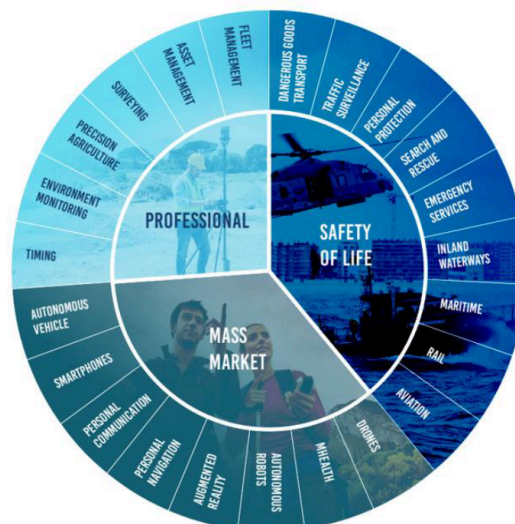 FLEET
MANAGEMENT
ASSET
MANAGEMENT
SURVEYING
PRECISION
AGRICULTURE
ENVIRONMENT
MONITORING
TIMING
PROFESSIONAL
DANGEROUS GOODS
TRANSPORT
TRAFFIC
SURVEILLANCE
PERSONAL
PROTECTION
SEARCH AND
RESCUE
EMERGENCY
SERVICES
INLAND
WATERWAYS
MARITIME
RAIL
AVIATION
SAFETY
OF LIFE
AUTONOMOUS
VEHICLE
SMARTPHONES
PERSONAL
COMMUNICATION
PERSONAL
NAVIGATION
AUGMENTED
REALITY
AUTONOMOUS
ROBOTS
MHEALTH
DRONES
MASS
MARKET